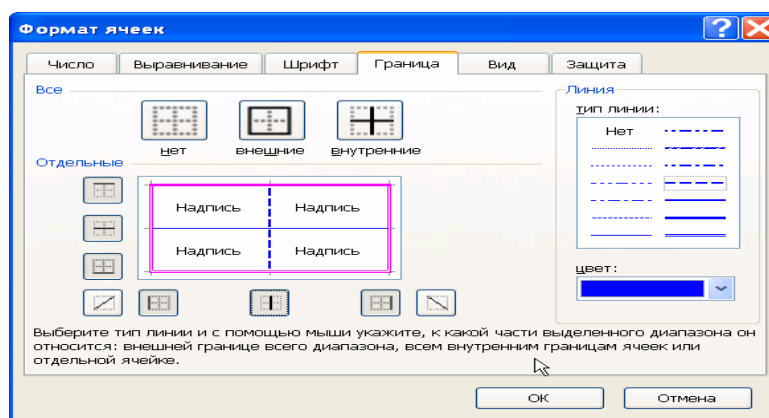 Формат ячеек
Число Выравнивание Шрифт Граница Вид Защита
Все
нет внешние внутренние
Отдельные
Надпись Надпись
Надпись Надпись
Линия
тип линии:
Нет
цвет:
Выберите тип линии и с помощью мыши укажите, к какой части выделенного диапазона он
относится: внешней границе всего диапазона, всем внутренним границам ячеек или
отдельной ячейке.
ОК Отмена